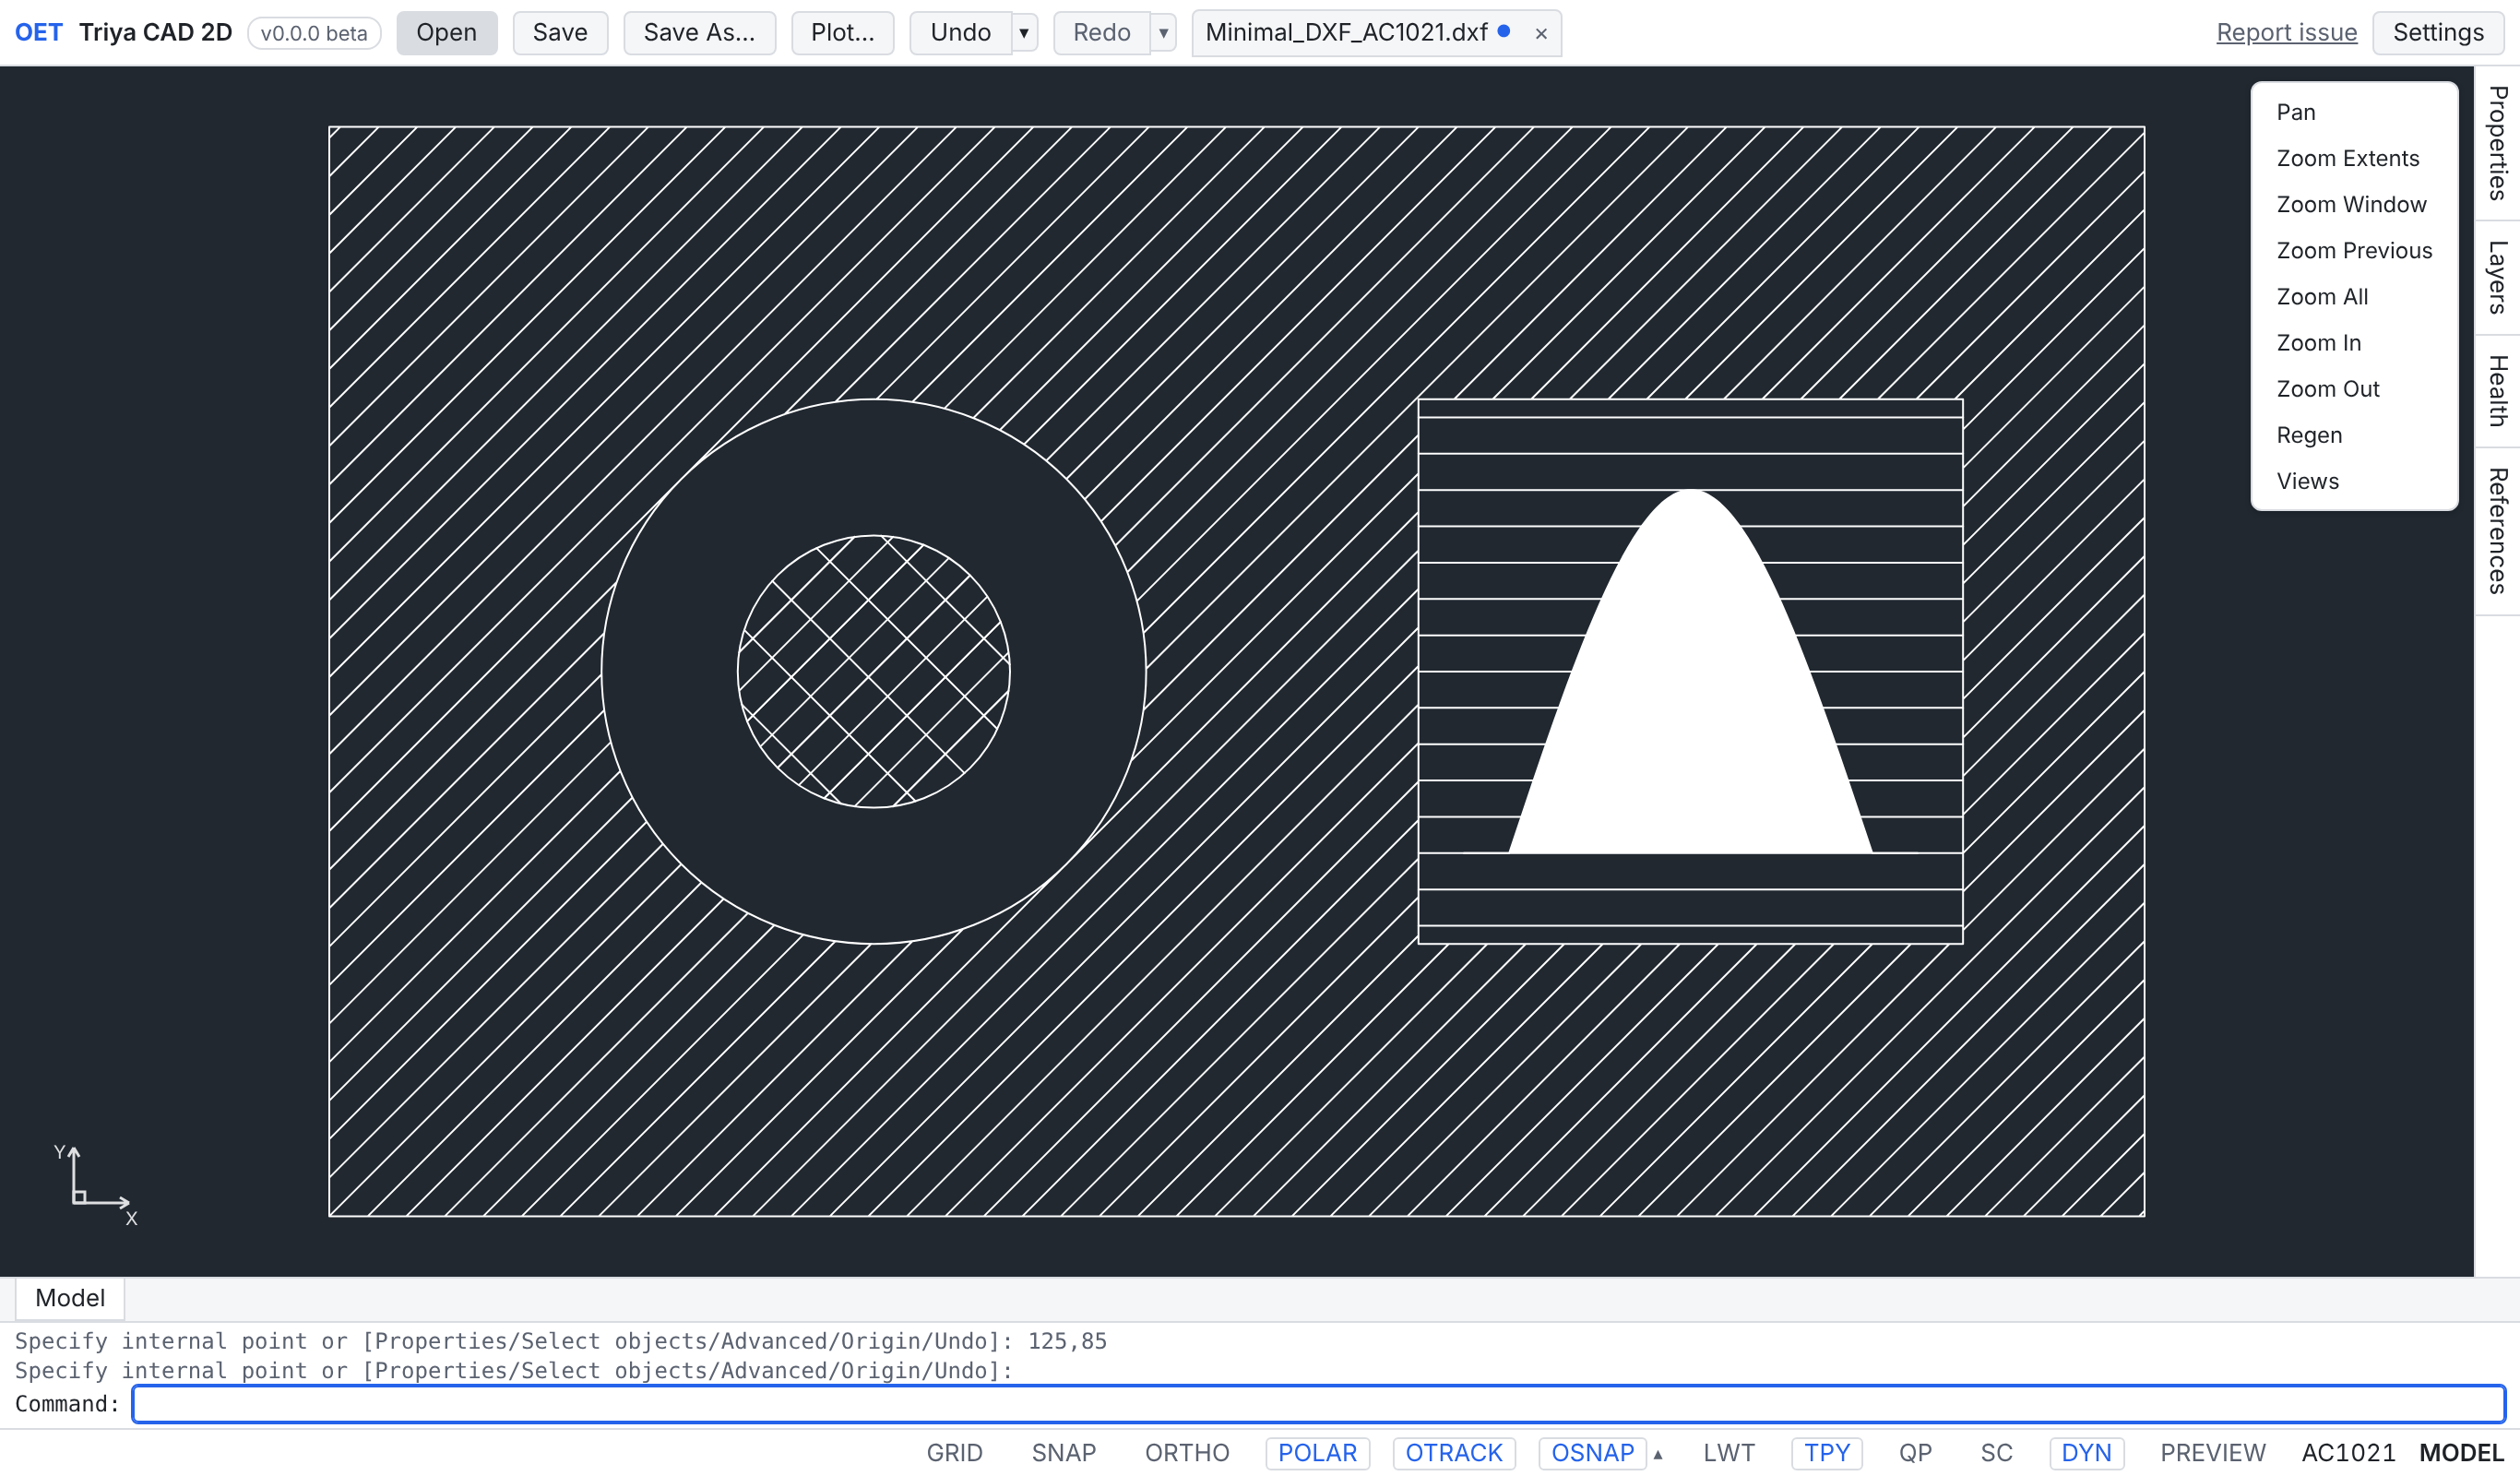 OET Triya CAD 2D v0.0.0 beta Open Save Save As... Plot... Undo ▾ Redo ▾ Minimal_DXF_AC1021.dxf × Report issue Settings
Pan
Zoom Extents
Zoom Window
Zoom Previous
Zoom All
Zoom In
Zoom Out
Regen
Views
Properties
Layers
Health
References
Y
X
Model
Specify internal point or [Properties/Select objects/Advanced/Origin/Undo]: 125,85
Specify internal point or [Properties/Select objects/Advanced/Origin/Undo]:
Command:
GRID SNAP ORTHO POLAR OTRACK OSNAP ▴ LWT TPY QP SC DYN PREVIEW AC1021 MODEL